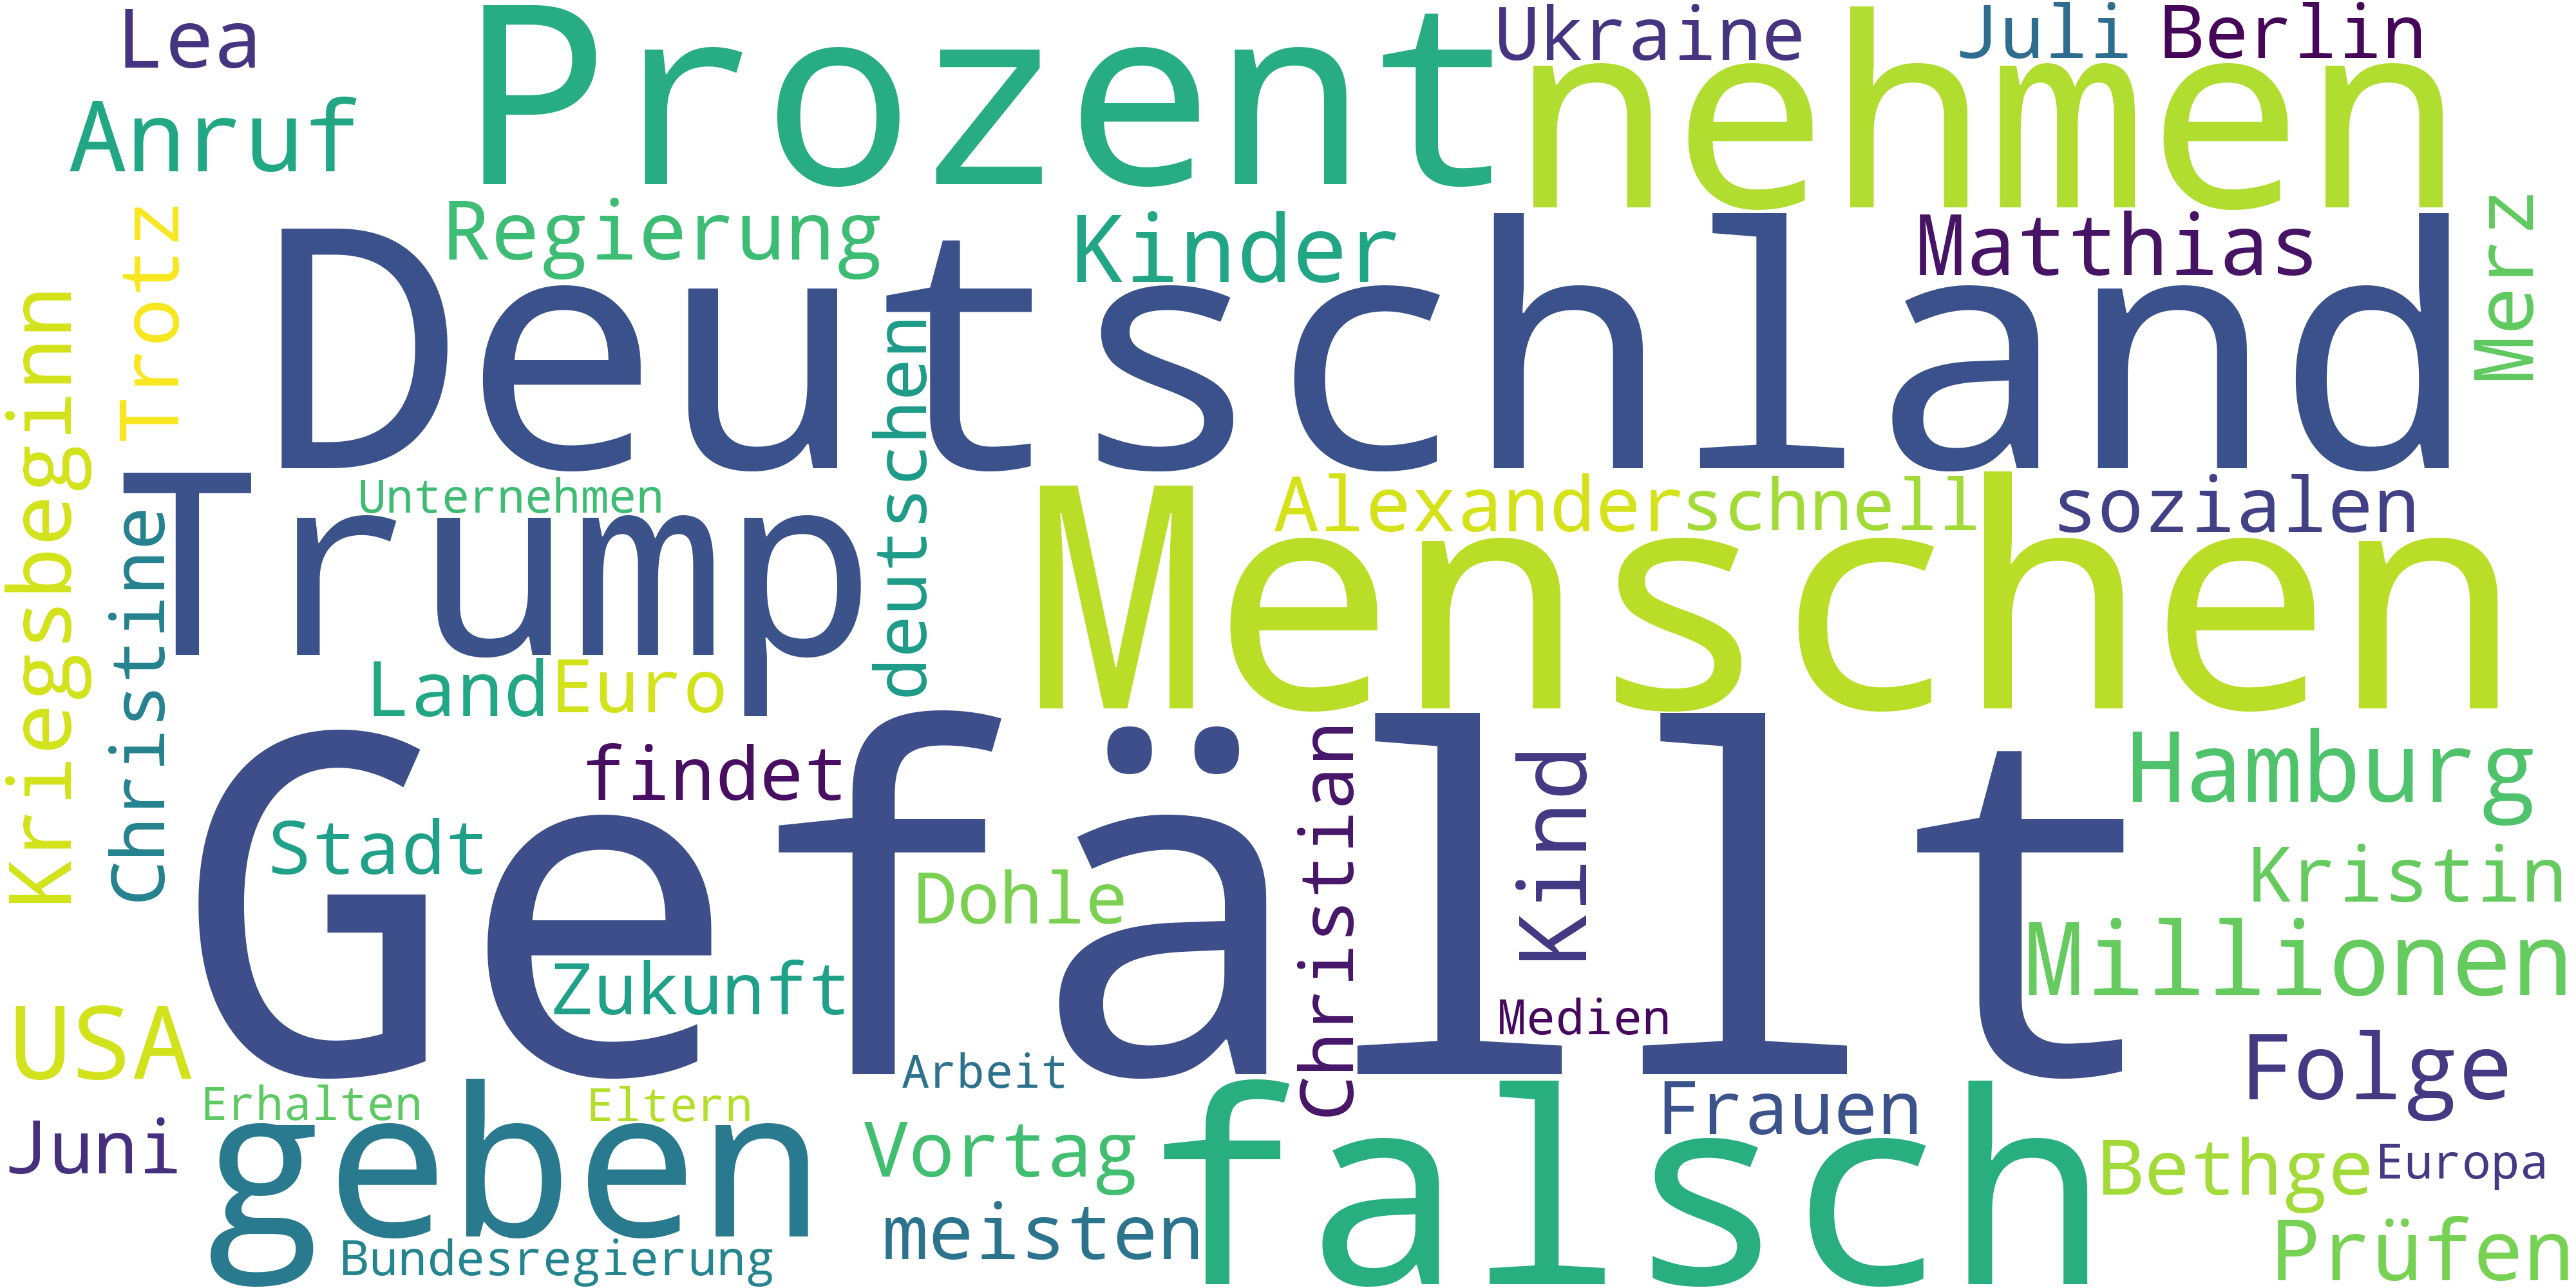 Lea
Prozent
Ukraine
Juli
Berlin
nehmen
Anruf
Regierung
Kinder
Matthias
Merz
Trotz
Deutschland
Kriegsbeginn
deutschen
Christine
Trump
Unternehmen
Menschen
Alexander
schnell
sozialen
Land
Euro
Gefällt
findet
Christian
Kind
Hamburg
Stadt
Dohle
Kristin
Zukunft
Millionen
USA
Medien
Arbeit
Folge
Erhalten
Eltern
Juni
geben
Vortag
falsch
Frauen
Bethge
Europa
meisten
Bundesregierung
Prüfen